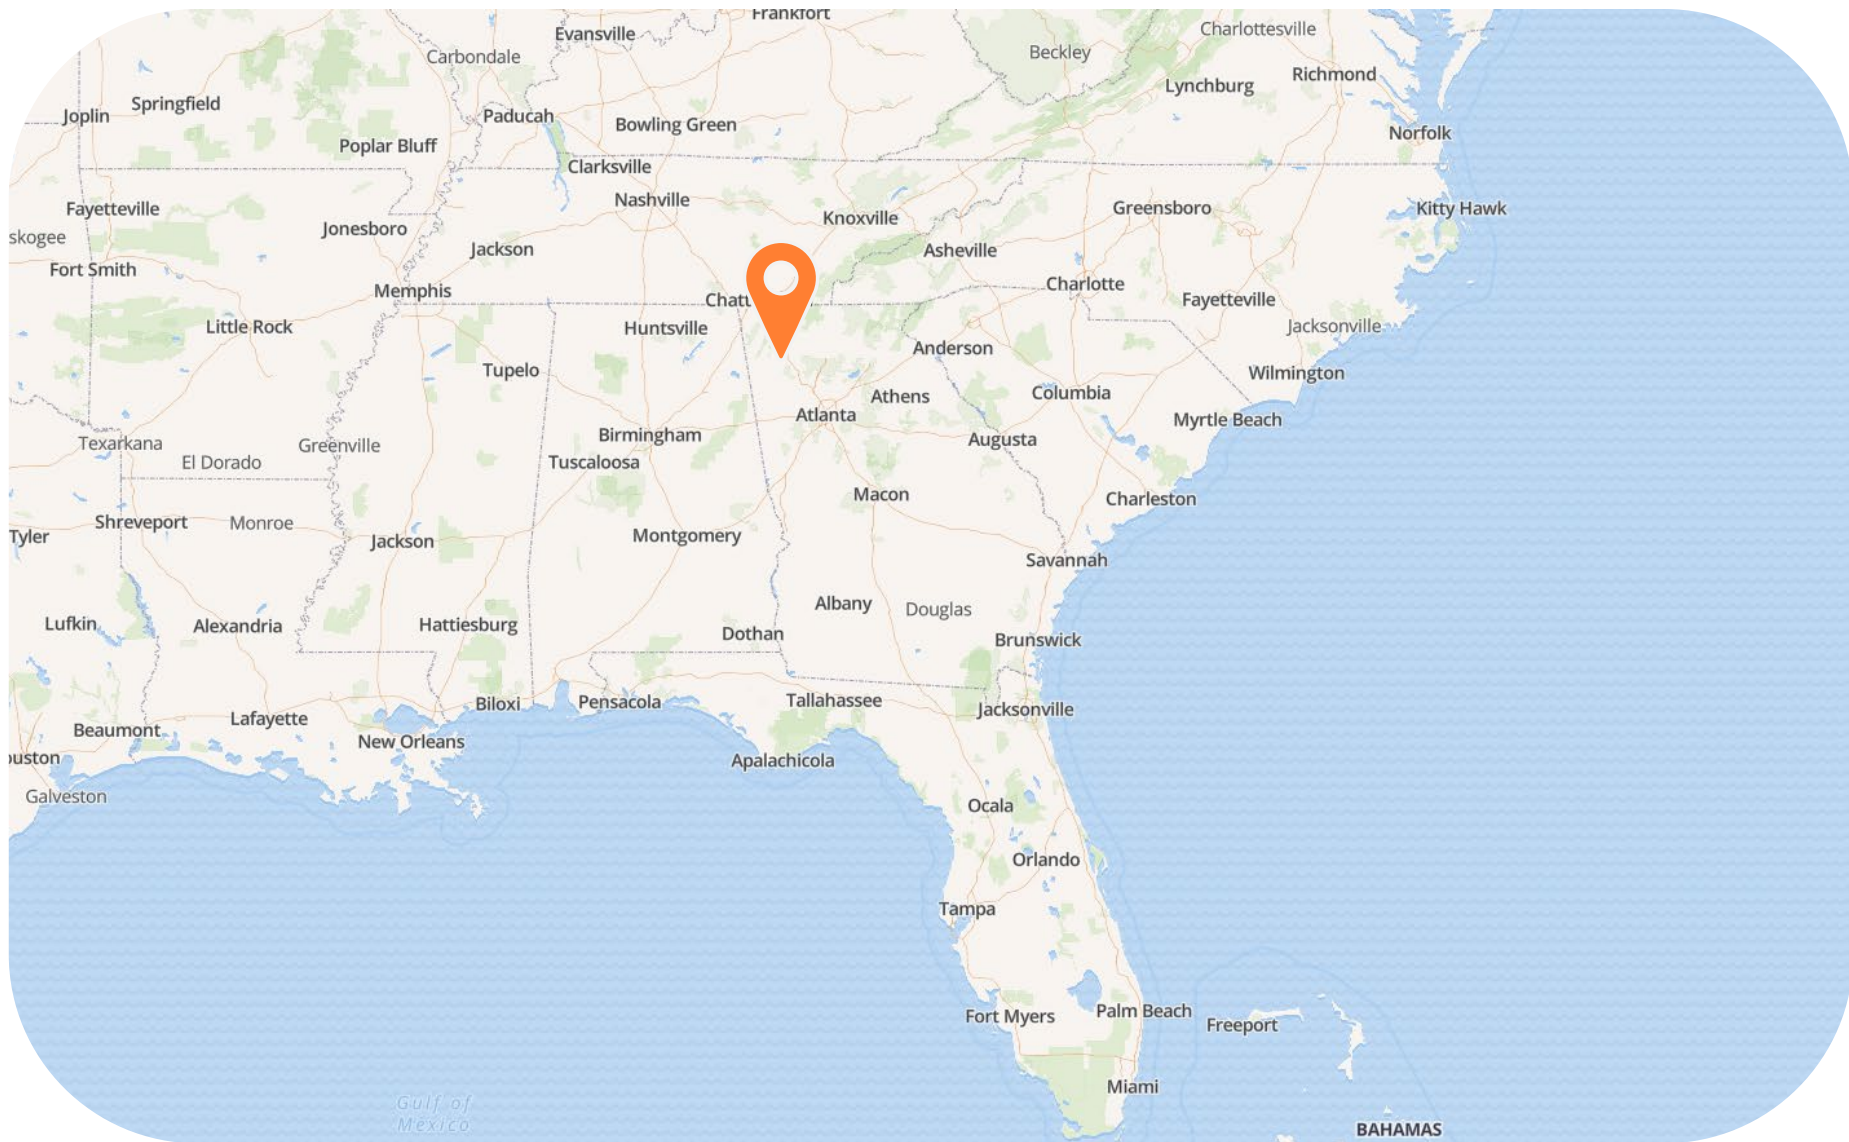 Frankfort
Evansville
Charlottesville
Carbondale
Beckley
Richmond
Lynchburg
Springfield
Joplin
Paducah
Bowling Green
Norfolk
Poplar Bluff
Clarksville
Nashville
Fayetteville
Knoxville
Greensboro
Kitty Hawk
Jonesboro
skogee
Jackson
Asheville
Fort Smith
Memphis
Charlotte
Chatt
Fayetteville
Little Rock
Huntsville
Jacksonville
Anderson
Tupelo
Wilmington
Athens
Columbia
Atlanta
Myrtle Beach
Birmingham
Augusta
Texarkana
Greenville
El Dorado
Tuscaloosa
Macon
Charleston
Shreveport
Monroe
Tyler
Jackson
Montgomery
Savannah
Albany
Douglas
Lufkin
Alexandria
Hattiesburg
Dothan
Brunswick
Biloxi
Pensacola
Tallahassee
Jacksonville
Lafayette
Beaumont
New Orleans
uston
Apalachicola
Galveston
Ocala
Orlando
Tampa
Fort Myers
Palm Beach
Freeport
Miami
Gulf of
Mexico
BAHAMAS